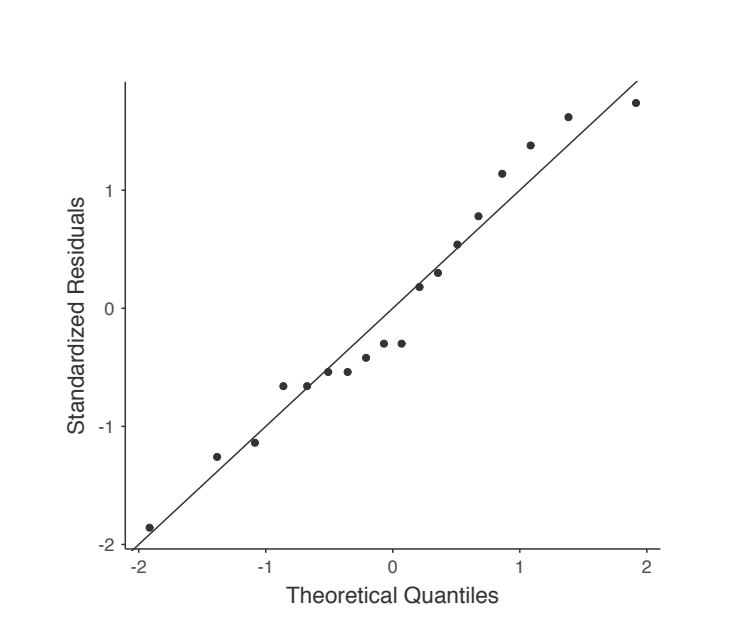 1
0
-1
-2
-2 -1 0 1 2
Theoretical Quantiles
Standardized Residuals